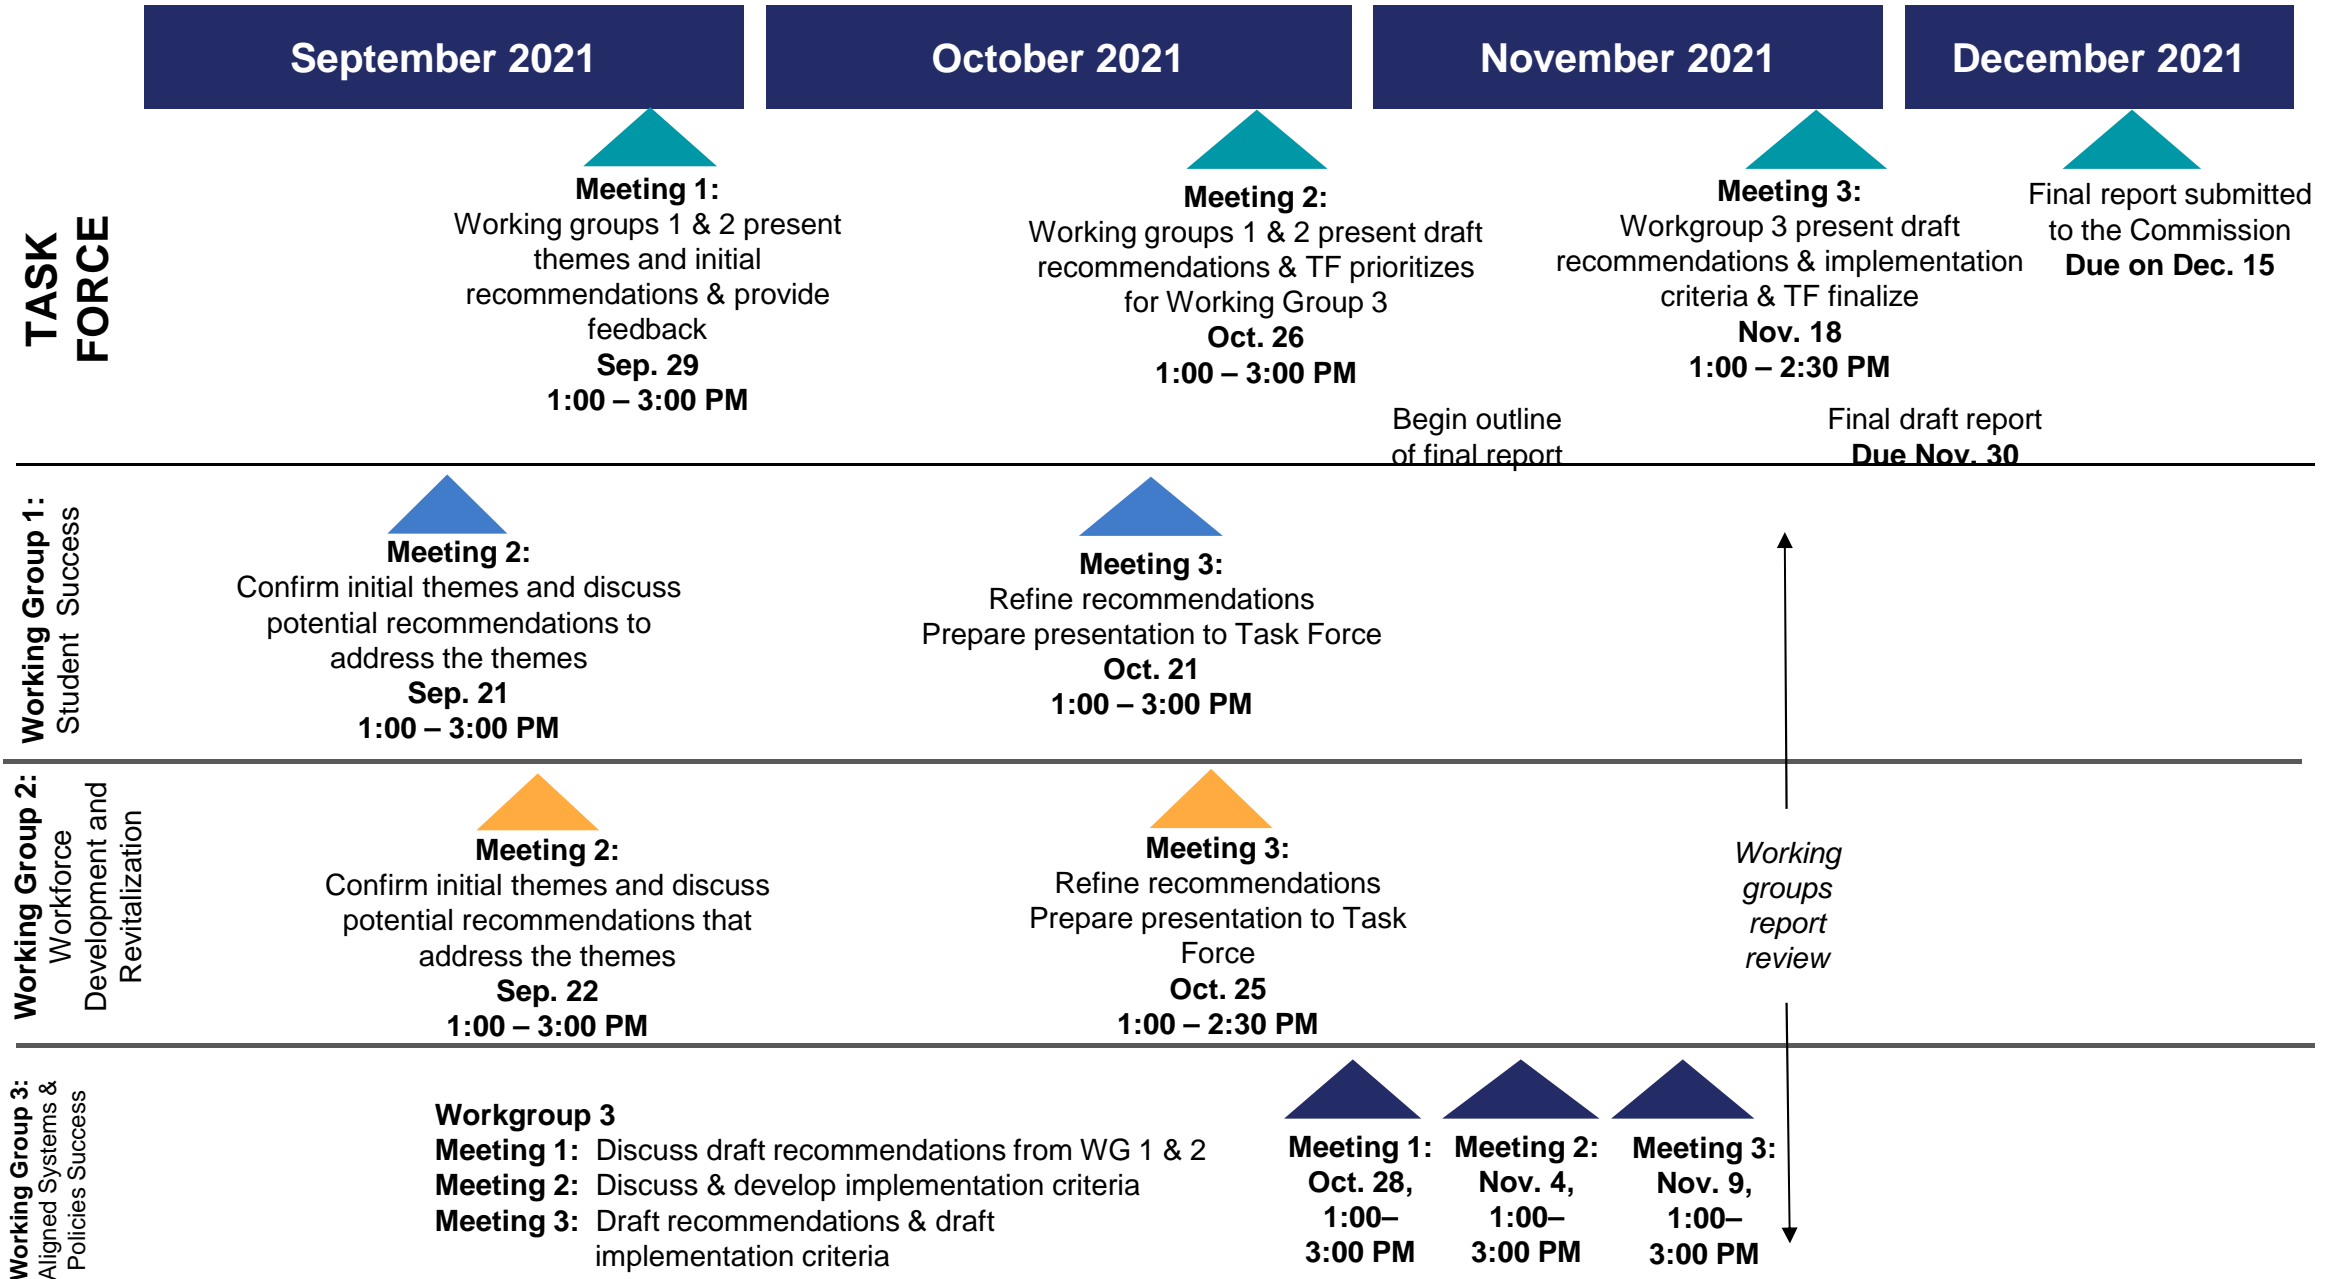 September 2021
October 2021
November 2021
December 2021
TASK
FORCE
Meeting 1:
Working groups 1 & 2 present
themes and initial
recommendations & provide
feedback
Sep. 29
1:00 – 3:00 PM
Meeting 2:
Working groups 1 & 2 present draft
recommendations & TF prioritizes
for Working Group 3
Oct. 26
1:00 – 3:00 PM
Meeting 3:
Workgroup 3 present draft
recommendations & implementation
criteria & TF finalize
Nov. 18
1:00 – 2:30 PM
Final report submitted
to the Commission
Due on Dec. 15
Begin outline
of final report
Final draft report
Due Nov. 30
Working Group 1:
Student Success
Meeting 2:
Confirm initial themes and discuss
potential recommendations to
address the themes
Sep. 21
1:00 – 3:00 PM
Meeting 3:
Refine recommendations
Prepare presentation to Task Force
Oct. 21
1:00 – 3:00 PM
Working Group 2:
Workforce
Development and
Revitalization
Meeting 2:
Confirm initial themes and discuss
potential recommendations that
address the themes
Sep. 22
1:00 – 3:00 PM
Meeting 3:
Refine recommendations
Prepare presentation to Task
Force
Oct. 25
1:00 – 2:30 PM
Working
groups
report
review
Working Group 3:
Aligned Systems &
Policies Success
Workgroup 3
Meeting 1: Discuss draft recommendations from WG 1 & 2
Meeting 2: Discuss & develop implementation criteria
Meeting 3: Draft recommendations & draft
implementation criteria
Meeting 1:
Oct. 28,
1:00–
3:00 PM
Meeting 2:
Nov. 4,
1:00–
3:00 PM
Meeting 3:
Nov. 9,
1:00–
3:00 PM